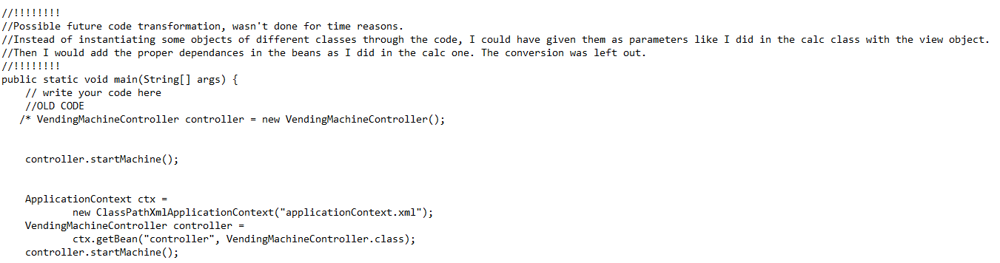 //!!!!!!!!
//Possible future code transformation, wasn't done for time reasons.
//Instead of instantiating some objects of different classes through the code, I could have given them as parameters like I did in the calc class with the view object.
//Then I would add the proper dependances in the beans as I did in the calc one. The conversion was left out.
//!!!!!!!!
public static void main(String[] args) {
    // write your code here
    //OLD CODE
   /* VendingMachineController controller = new VendingMachineController();
    controller.startMachine();
    ApplicationContext ctx =
            new ClassPathXmlApplicationContext("applicationContext.xml");
    VendingMachineController controller =
            ctx.getBean("controller", VendingMachineController.class);
    controller.startMachine();